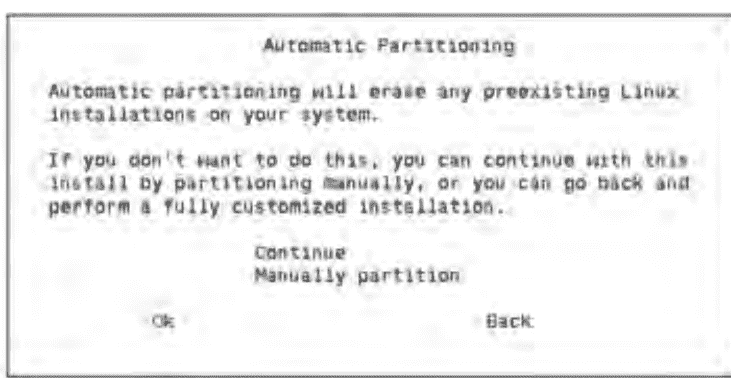 Automatic Partitioning
Automatic partitioning will erase any preexisting Linux
installations on your system.
If you don't want to do this, you can continue with this
install by partitioning manually, or you can go back and
perform a fully customized installation.
Continue
Manually partition
Ok Back